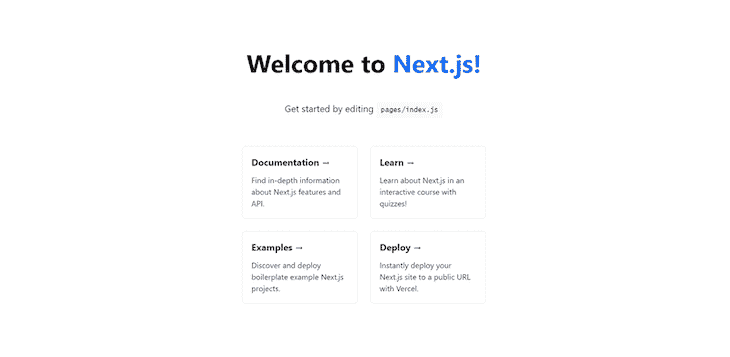 Welcome to Next.js!
Get started by editing pages/index.js
Documentation →
Find in-depth information
about Next.js features and
API.
Learn →
Learn about Next.js in an
interactive course with
quizzes!
Examples →
Discover and deploy
boilerplate example Next.js
projects.
Deploy →
Instantly deploy your
Next.js site to a public URL
with Vercel.